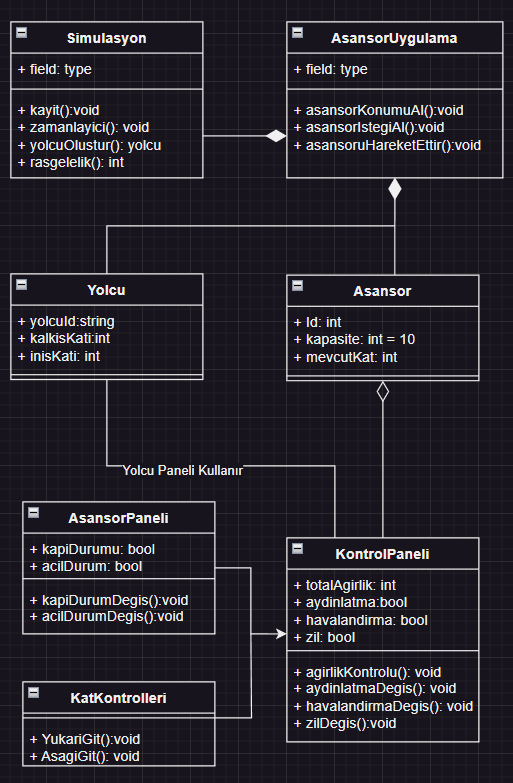 Simulasyon
+ field: type
+ kayit():void
+ zamanlayici(): void
+ yolcuOlustur(): yolcu
+ rasgelelik(): int
AsansorUygulama
+ field: type
+ asansorKonumuAl():void
+ asansorIstegiAl():void
+ asansoruHareketEttir():void
Yolcu
+ yolcuId:string
+ kalkisKati:int
+ inisKati: int
Asansor
+ Id: int
+ kapasite: int = 10
+ mevcutKat: int
Yolcu Paneli Kullanır
AsansorPaneli
+ kapiDurumu: bool
+ acilDurum: bool
+ kapiDurumDegis():void
+ acilDurumDegis():void
KontrolPaneli
+ totalAgirlik: int
+ aydinlatma:bool
+ havalandirma: bool
+ zil: bool
+ agirlikKontrolu(): void
+ aydinlatmaDegis(): void
+ havalandirmaDegis(): void
+ zilDegis():void
KatKontrolleri
+ YukariGit():void
+ AsagiGit():void